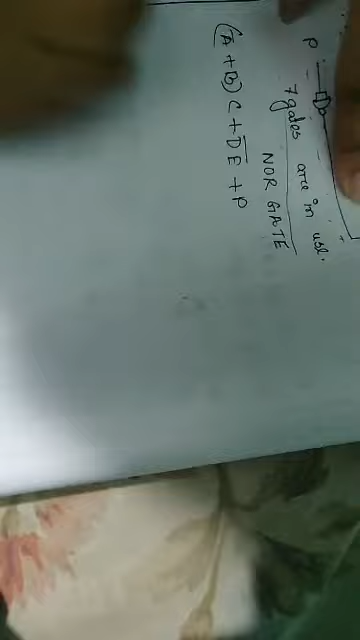 P
7 gates are in use.
NOR GATE
(A + B) C + D̅ E + P